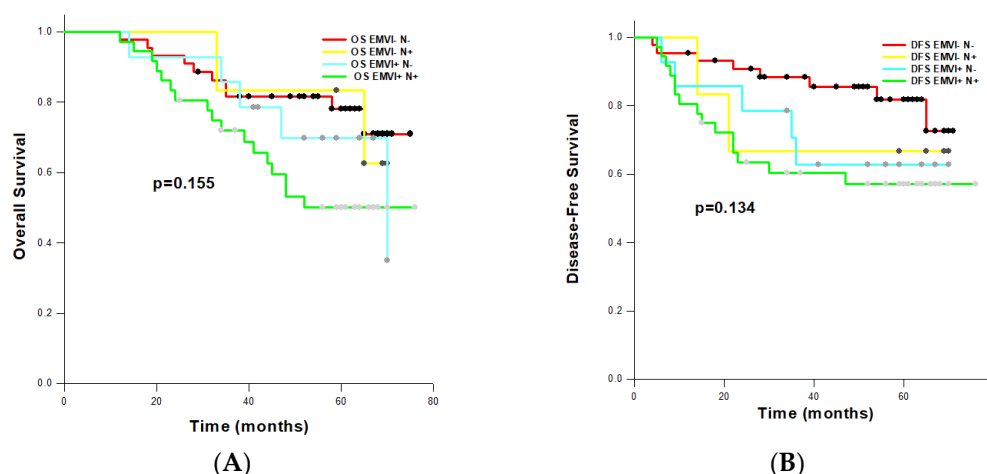 1.0
0.8
0.6
0.4
0.2
0.0
Overall Survival
OS EMVI- N-
OS EMVI- N+
OS EMVI+ N-
OS EMVI+ N+
p=0.155
0 20 40 60 80
Time (months)
(A)
1.0
0.8
0.6
0.4
0.2
0.0
Disease-Free Survival
DFS EMVI- N-
DFS EMVI- N+
DFS EMVI+ N-
DFS EMVI+ N+
p=0.134
0 20 40 60
Time (months)
(B)